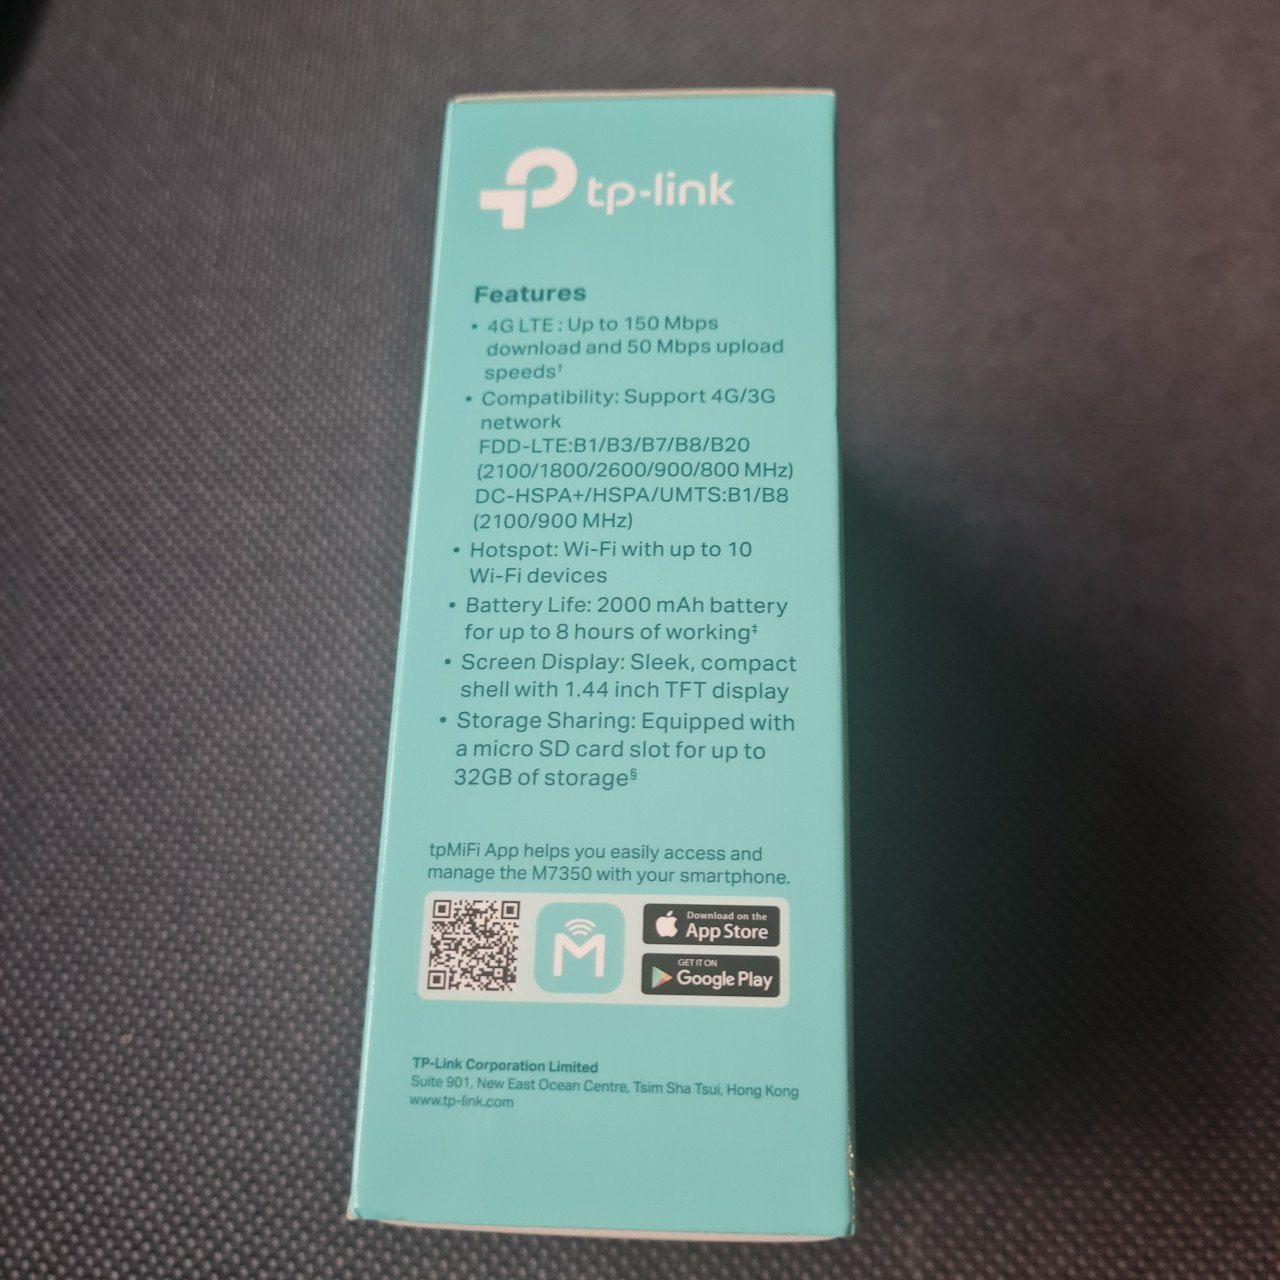 tp-link
Features
• 4G LTE : Up to 150 Mbps
download and 50 Mbps upload
speeds†
• Compatibility: Support 4G/3G
network
FDD-LTE:B1/B3/B7/B8/B20
(2100/1800/2600/900/800 MHz)
DC-HSPA+/HSPA/UMTS:B1/B8
(2100/900 MHz)
• Hotspot: Wi-Fi with up to 10
Wi-Fi devices
• Battery Life: 2000 mAh battery
for up to 8 hours of working‡
• Screen Display: Sleek, compact
shell with 1.44 inch TFT display
• Storage Sharing: Equipped with
a micro SD card slot for up to
32GB of storage§
tpMiFi App helps you easily access and
manage the M7350 with your smartphone.
M
Download on the
App Store
GET IT ON
Google Play
TP-Link Corporation Limited
Suite 901, New East Ocean Centre, Tsim Sha Tsui, Hong Kong
www.tp-link.com